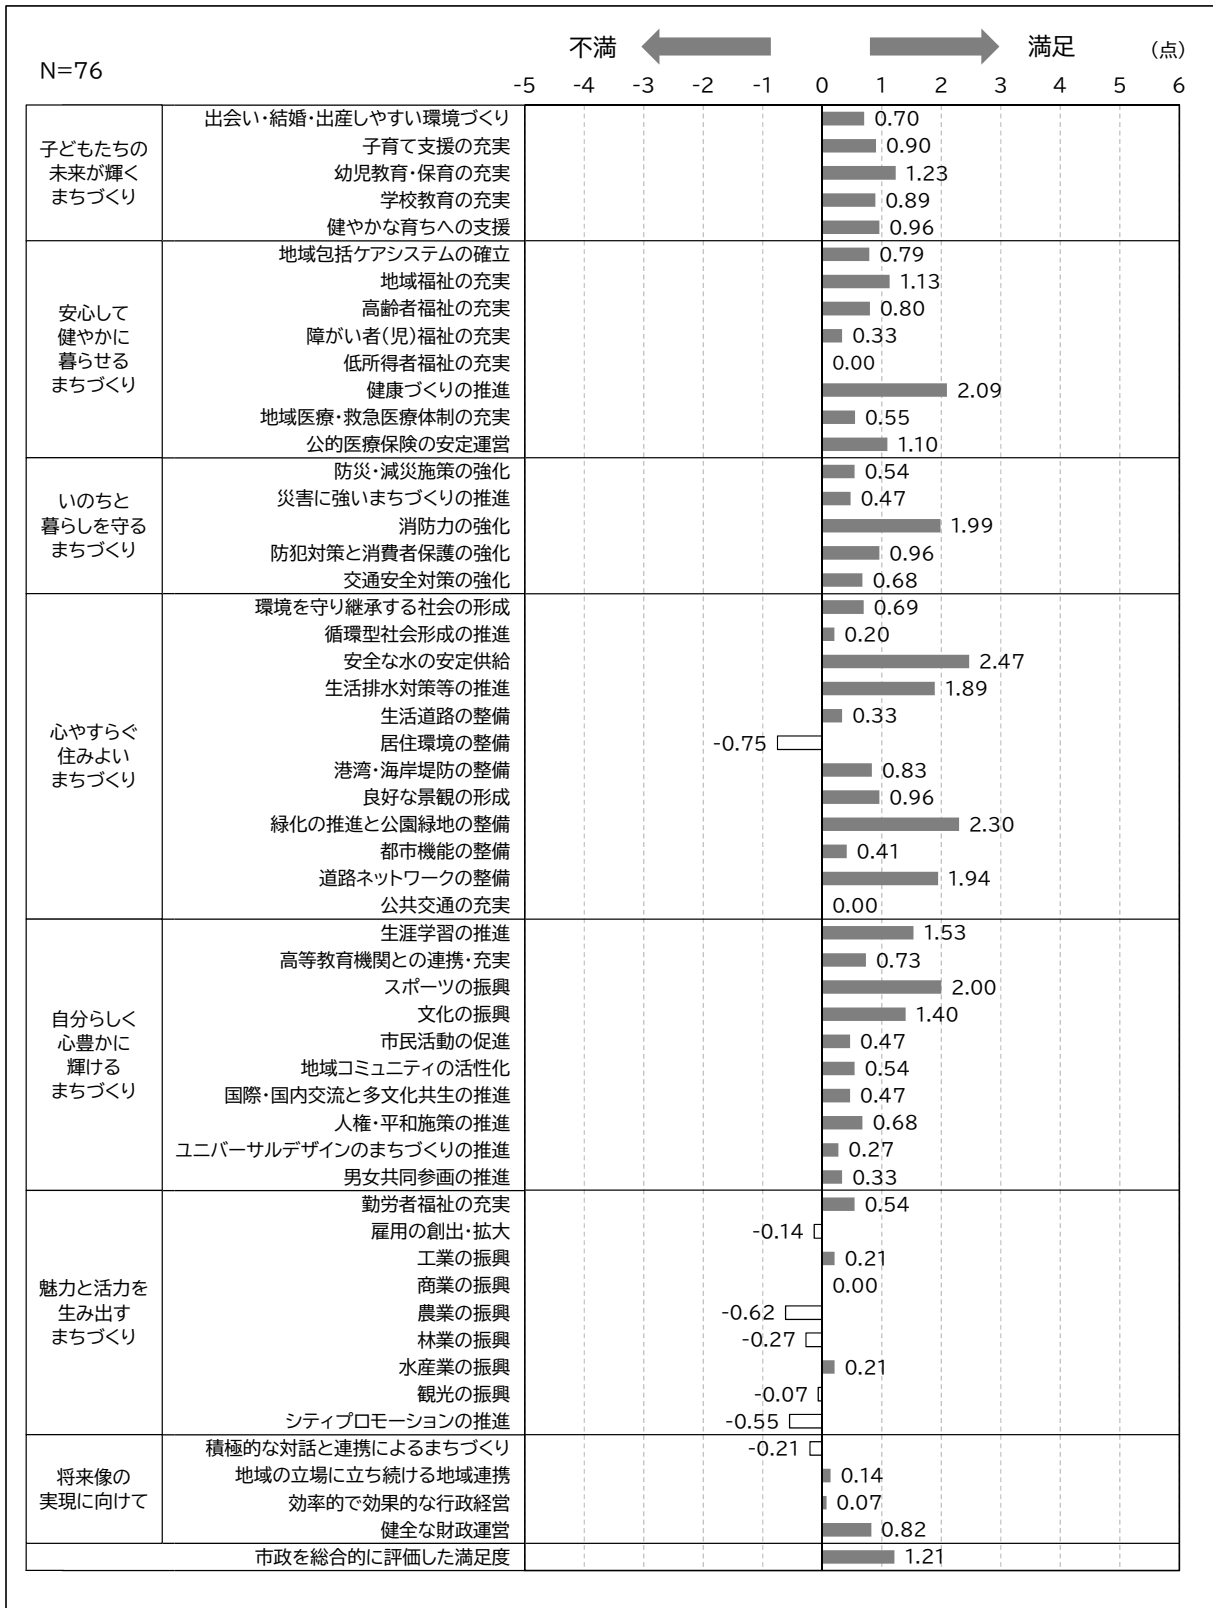 不満 満足 (点)
N=76
-5 -4 -3 -2 -1 0 1 2 3 4 5 6
子どもたちの
未来が輝く
まちづくり
出会い・結婚・出産しやすい環境づくり 0.70
子育て支援の充実 0.90
幼児教育・保育の充実 1.23
学校教育の充実 0.89
健やかな育ちへの支援 0.96
安心して
健やかに
暮らせる
まちづくり
地域包括ケアシステムの確立 0.79
地域福祉の充実 1.13
高齢者福祉の充実 0.80
障がい者(児)福祉の充実 0.33
低所得者福祉の充実 0.00
健康づくりの推進 2.09
地域医療・救急医療体制の充実 0.55
公的医療保険の安定運営 1.10
いのちと
暮らしを守る
まちづくり
防災・減災施策の強化 0.54
災害に強いまちづくりの推進 0.47
消防力の強化 1.99
防犯対策と消費者保護の強化 0.96
交通安全対策の強化 0.68
心やすらぐ
住みよい
まちづくり
環境を守り継承する社会の形成 0.69
循環型社会形成の推進 0.20
安全な水の安定供給 2.47
生活排水対策等の推進 1.89
生活道路の整備 0.33
居住環境の整備 -0.75
港湾・海岸堤防の整備 0.83
良好な景観の形成 0.96
緑化の推進と公園緑地の整備 2.30
都市機能の整備 0.41
道路ネットワークの整備 1.94
公共交通の充実 0.00
自分らしく
心豊かに
輝ける
まちづくり
生涯学習の推進 1.53
高等教育機関との連携・充実 0.73
スポーツの振興 2.00
文化の振興 1.40
市民活動の促進 0.47
地域コミュニティの活性化 0.54
国際・国内交流と多文化共生の推進 0.47
人権・平和施策の推進 0.68
ユニバーサルデザインのまちづくりの推進 0.27
男女共同参画の推進 0.33
魅力と活力を
生み出す
まちづくり
勤労者福祉の充実 0.54
雇用の創出・拡大 -0.14
工業の振興 0.21
商業の振興 0.00
農業の振興 -0.62
林業の振興 -0.27
水産業の振興 0.21
観光の振興 -0.07
シティプロモーションの推進 -0.55
将来像の
実現に向けて
積極的な対話と連携によるまちづくり -0.21
地域の立場に立ち続ける地域連携 0.14
効率的で効果的な行政経営 0.07
健全な財政運営 0.82
市政を総合的に評価した満足度 1.21